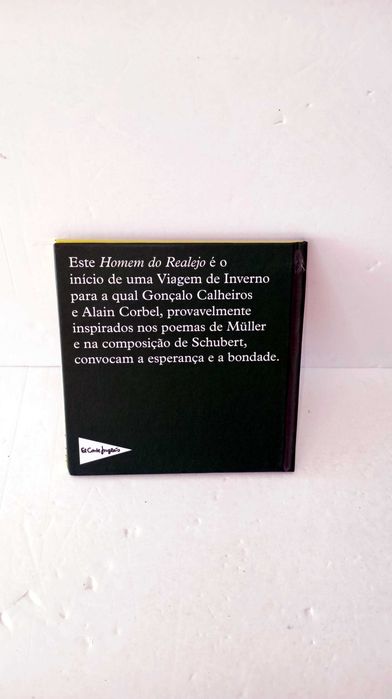 Este Homem do Realejo é o
início de uma Viagem de Inverno
para a qual Gonçalo Calheiros
e Alain Corbel, provavelmente
inspirados nos poemas de Müller
e na composição de Schubert,
convocam a esperança e a bondade.
El Corte Inglés